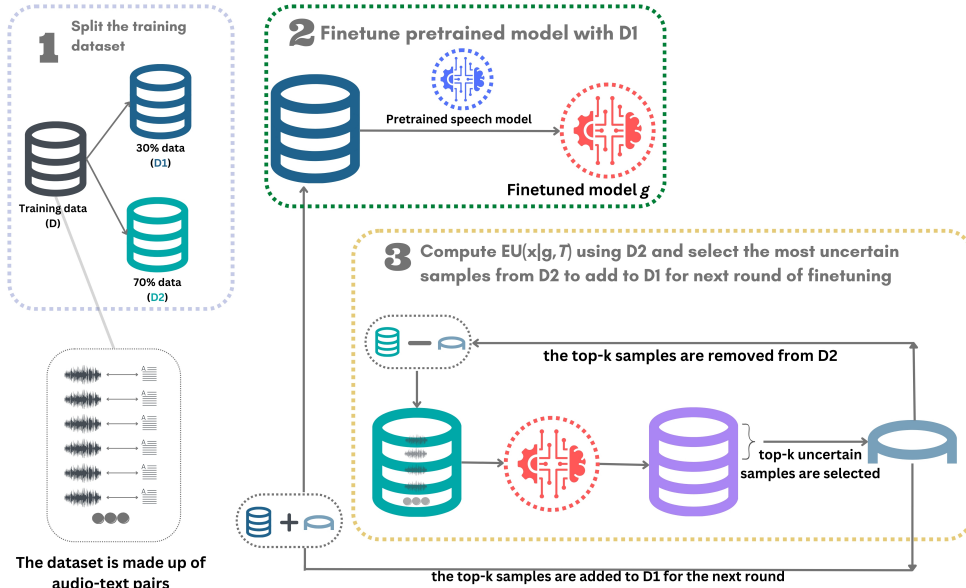 1 Split the training
dataset
30% data
(D1)
Training data
(D)
70% data
(D2)
The dataset is made up of
audio-text pairs
2 Finetune pretrained model with D1
Pretrained speech model
Finetuned model g
3 Compute EU(x|g,T) using D2 and select the most uncertain
samples from D2 to add to D1 for next round of finetuning
the top-k samples are removed from D2
top-k uncertain
samples are selected
the top-k samples are added to D1 for the next round